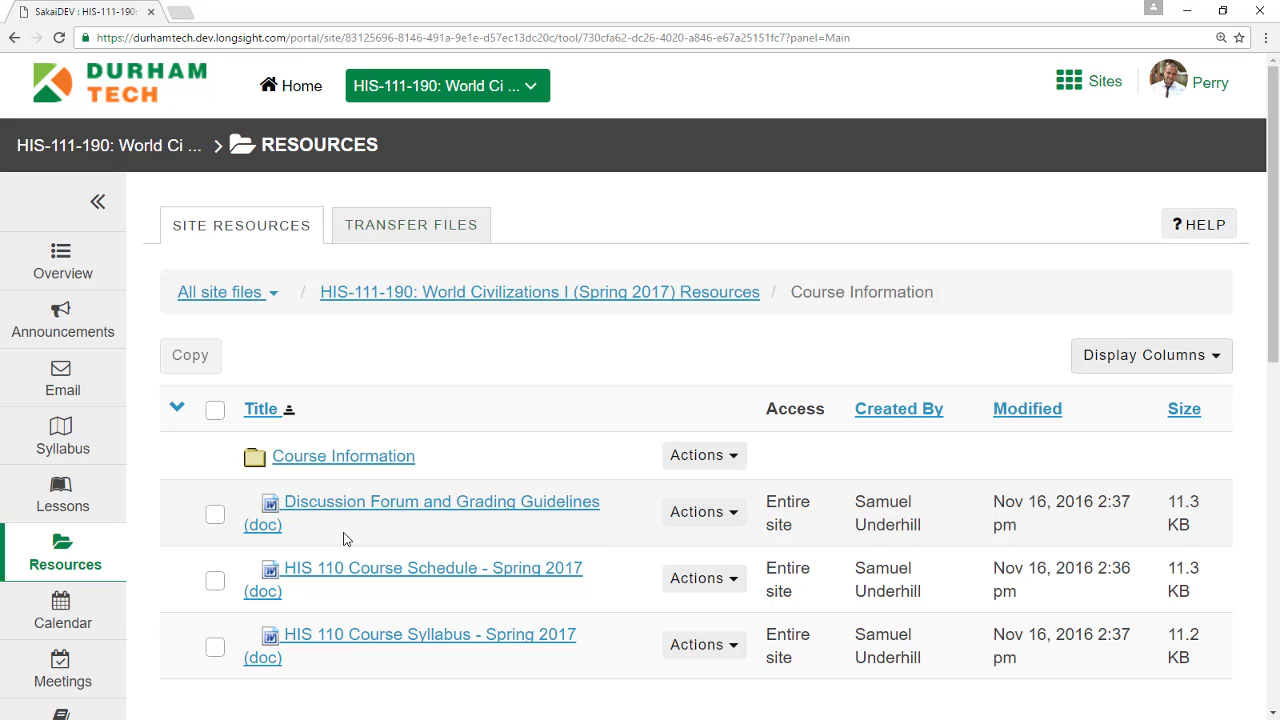 SakaiDEV : HIS-111-190:
https://durhamtech.dev.longsight.com/portal/site/83125696-8146-491a-9e1e-d57ec13dc20c/tool/730cfa62-dc26-4020-a846-e67a25151fc7?panel=Main
DURHAM
TECH
Home
HIS-111-190: World Ci ...
Sites
Perry
HIS-111-190: World Ci ...
RESOURCES
SITE RESOURCES
TRANSFER FILES
? HELP
Overview
Announcements
Email
Syllabus
Lessons
Resources
Calendar
Meetings
All site files / HIS-111-190: World Civilizations I (Spring 2017) Resources / Course Information
Copy
Display Columns
Title Access Created By Modified Size
Course Information Actions
Discussion Forum and Grading Guidelines
(doc)
Actions
Entire
site
Samuel
Underhill
Nov 16, 2016 2:37
pm
11.3
KB
HIS 110 Course Schedule - Spring 2017
(doc)
Actions
Entire
site
Samuel
Underhill
Nov 16, 2016 2:36
pm
11.3
KB
HIS 110 Course Syllabus - Spring 2017
(doc)
Actions
Entire
site
Samuel
Underhill
Nov 16, 2016 2:37
pm
11.2
KB